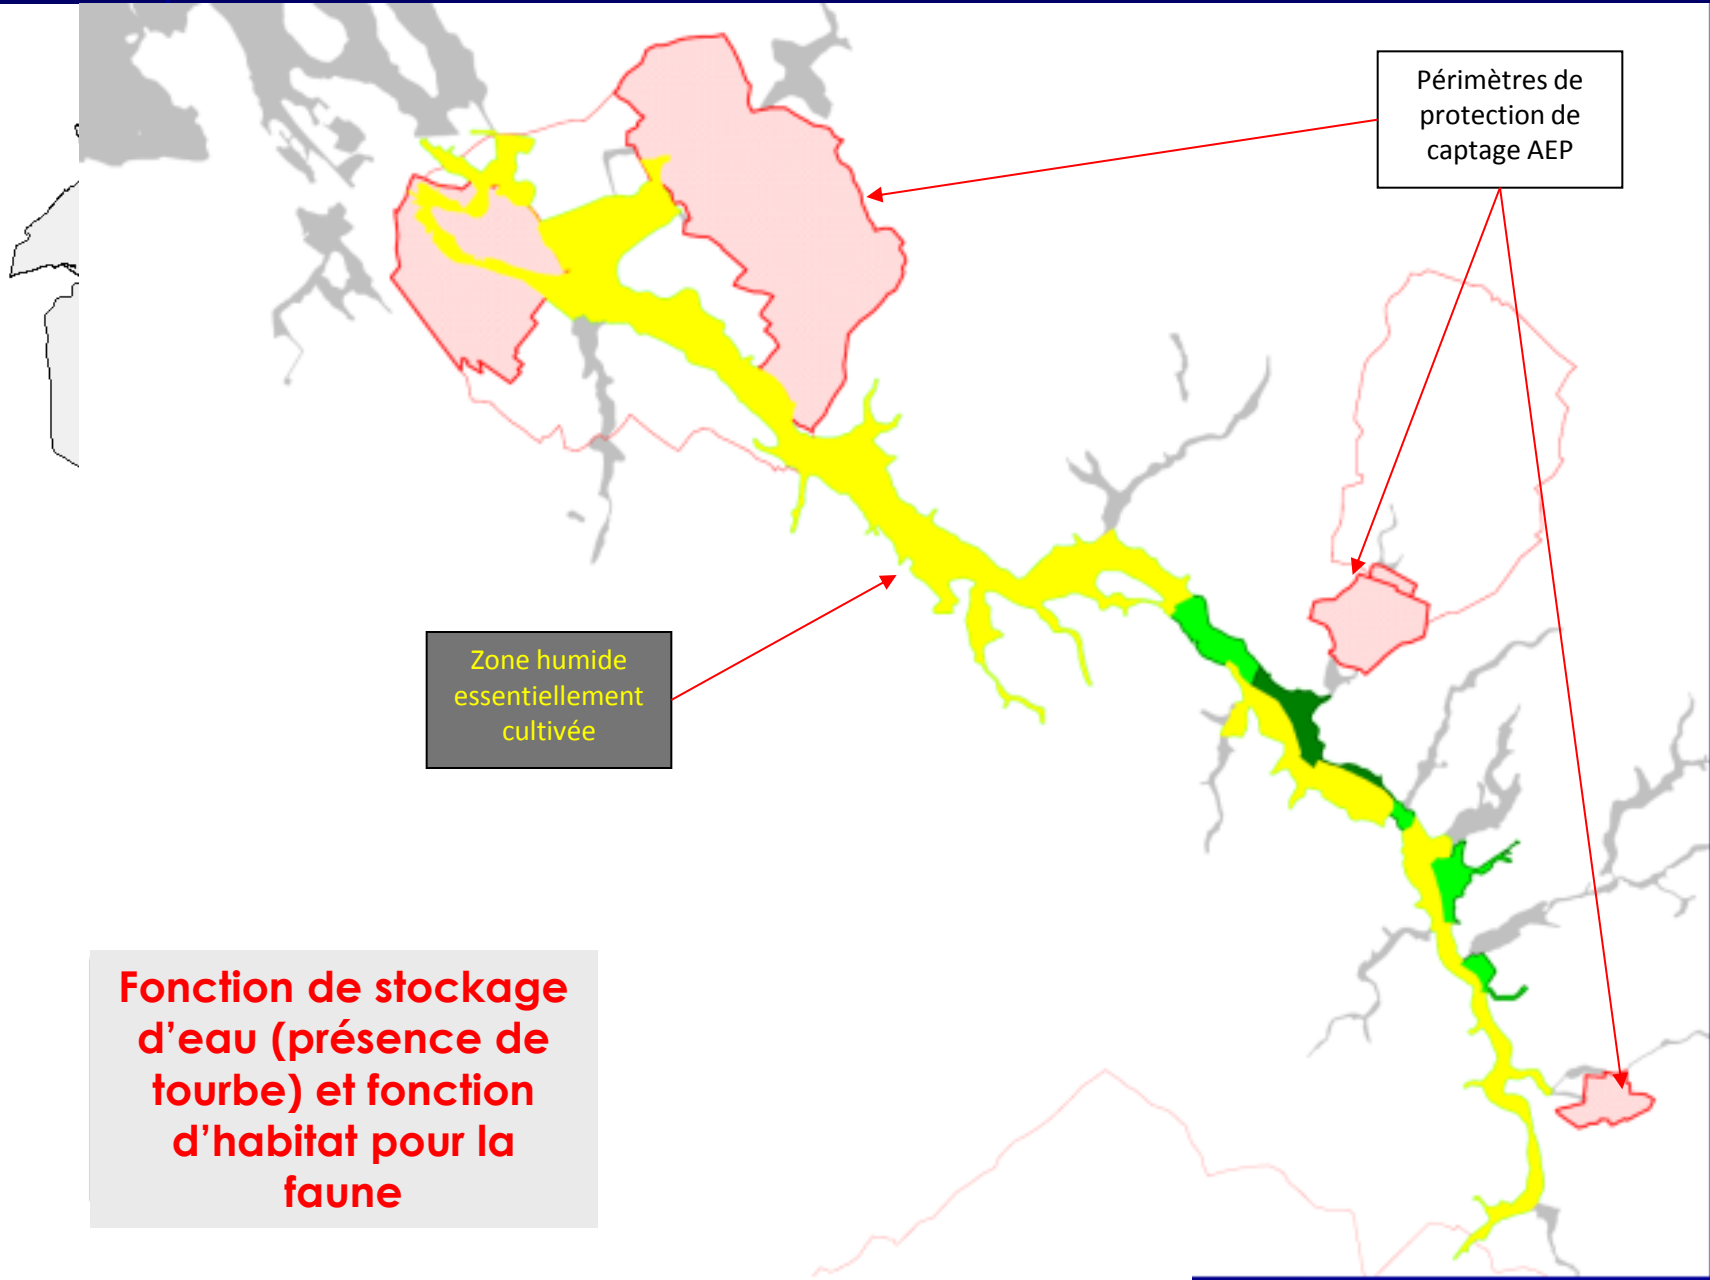 Périmètres de
protection de
captage AEP
Zone humide
essentiellement
cultivée
Fonction de stockage
d’eau (présence de
tourbe) et fonction
d’habitat pour la
faune